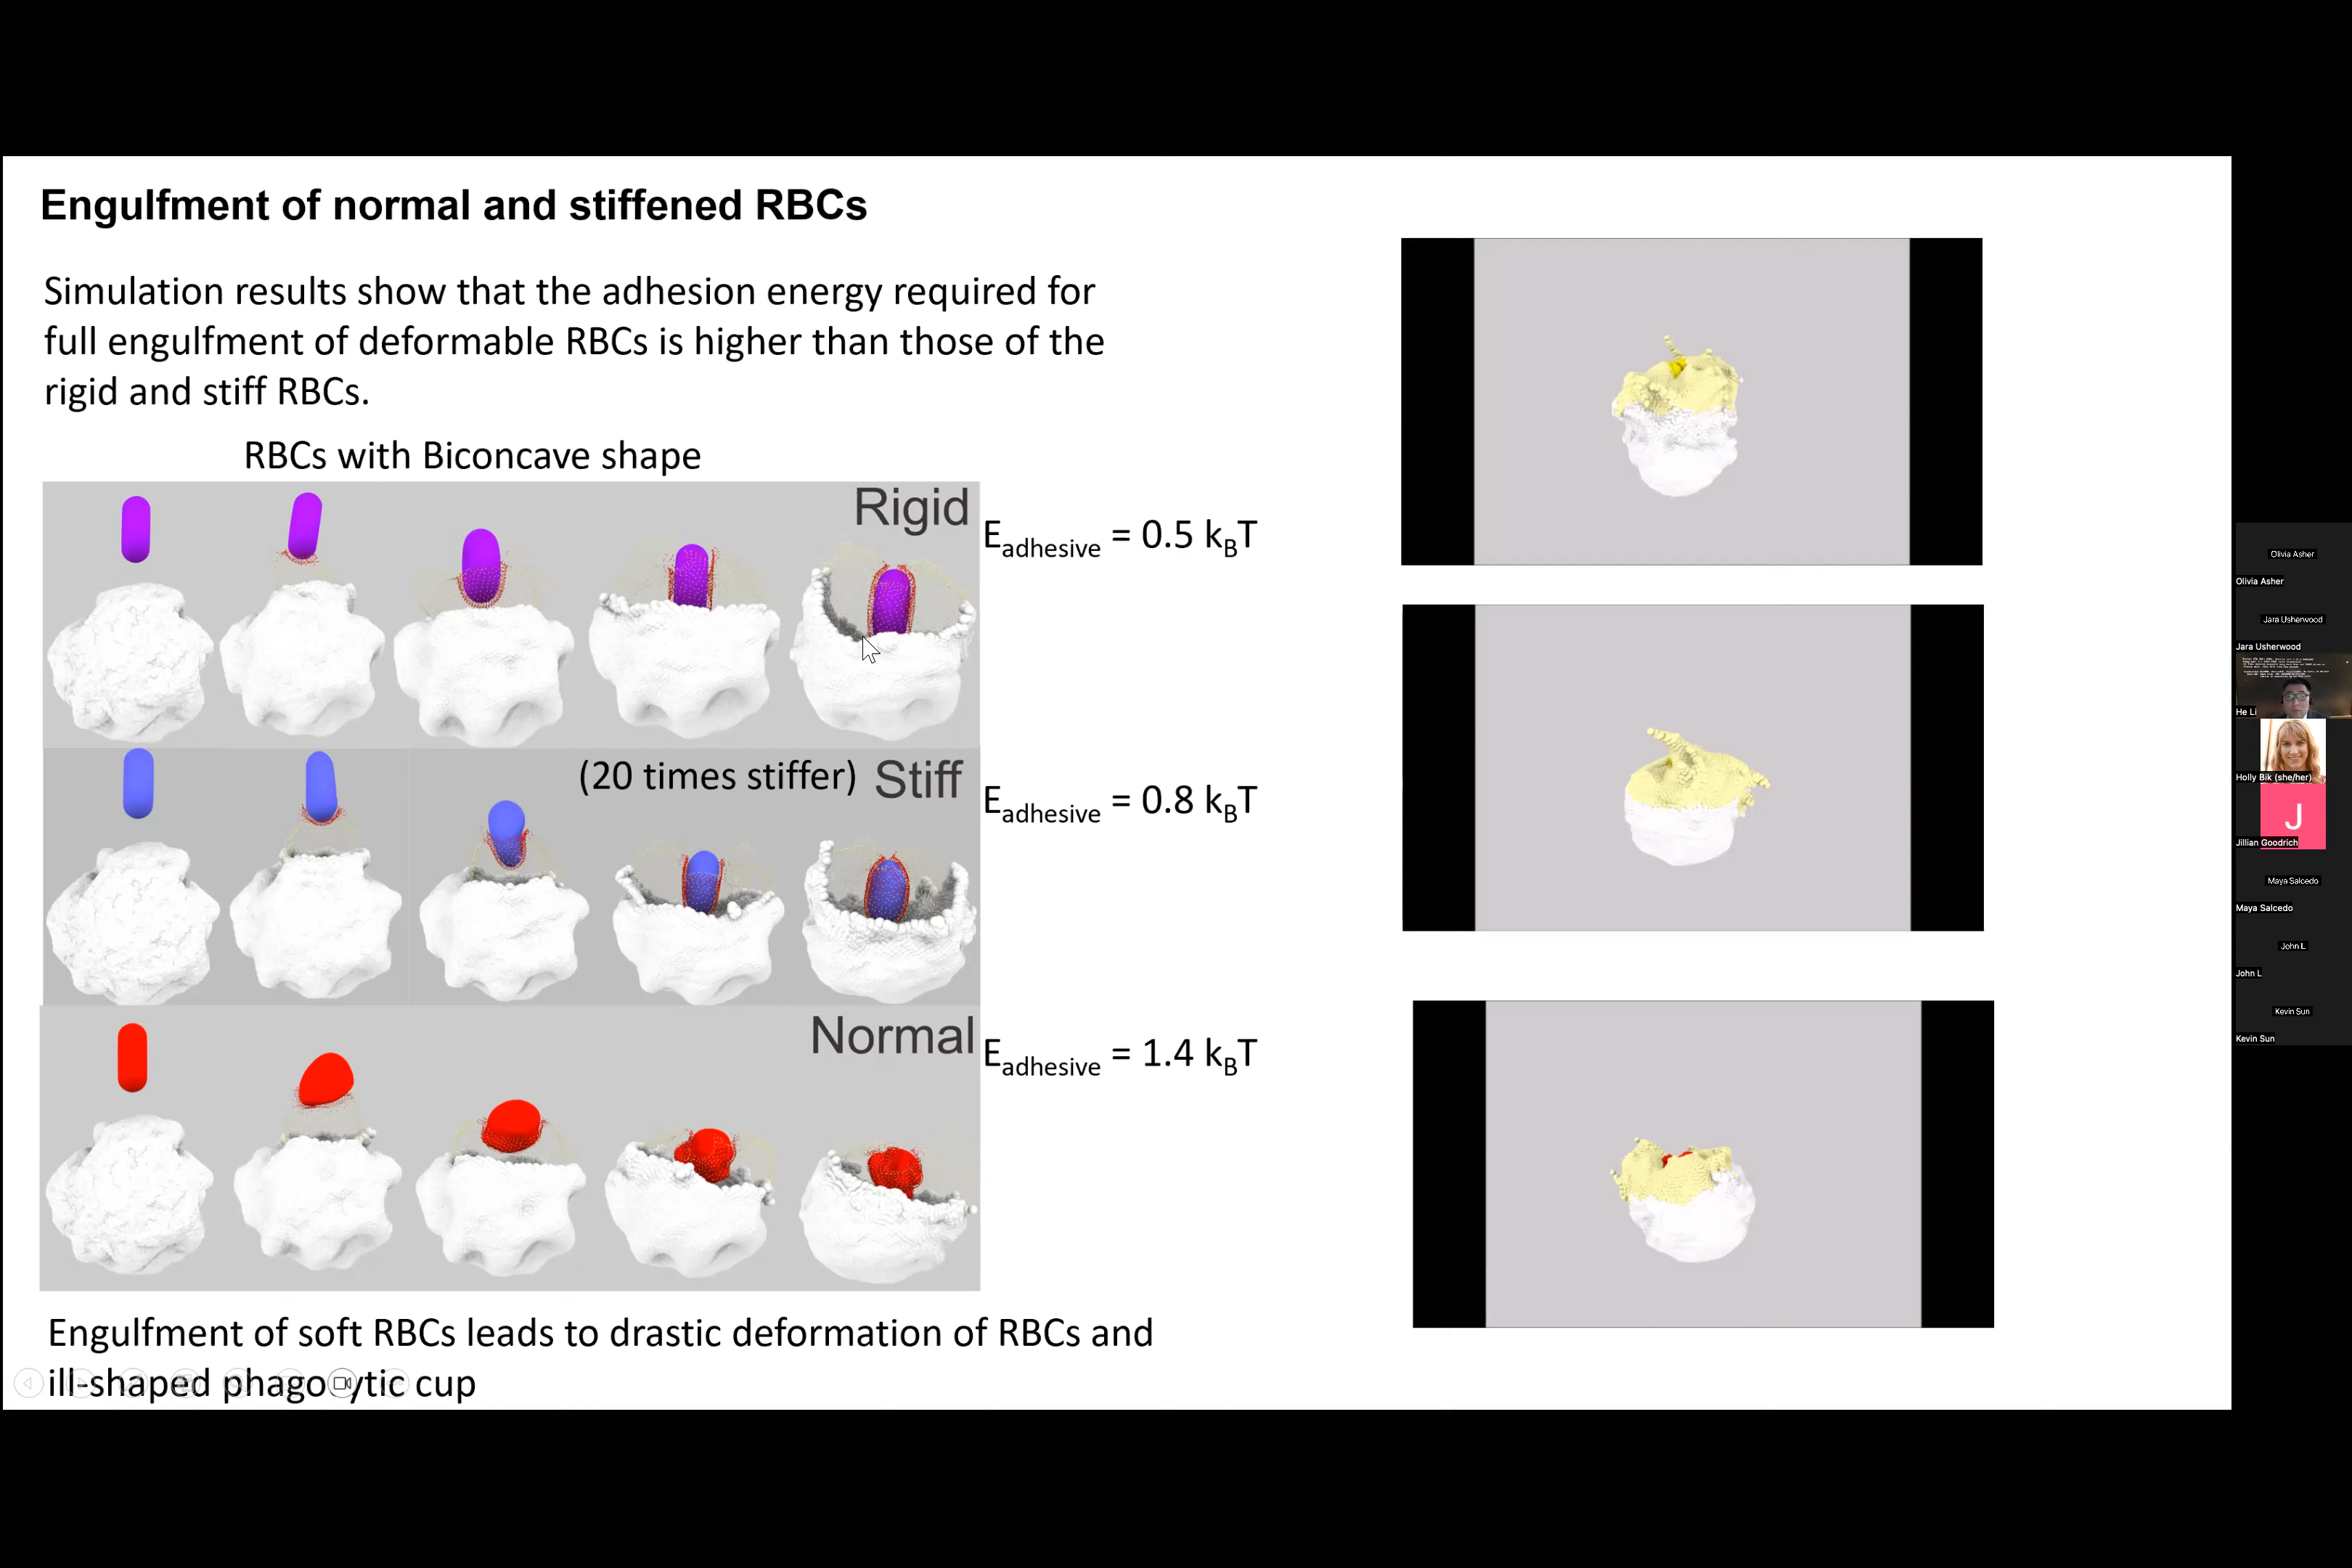 Engulfment of normal and stiffened RBCs
Simulation results show that the adhesion energy required for
full engulfment of deformable RBCs is higher than those of the
rigid and stiff RBCs.
RBCs with Biconcave shape
Rigid
E_adhesive = 0.5 k_BT
(20 times stiffer) Stiff
E_adhesive = 0.8 k_BT
Normal
E_adhesive = 1.4 k_BT
Engulfment of soft RBCs leads to drastic deformation of RBCs and
ill-shaped phagocytic cup
Olivia Asher
Olivia Asher
Jara Usherwood
Jara Usherwood
He Li
Holly Bik (she/her)
J
Jillian Goodrich
Maya Salcedo
Maya Salcedo
John L
John L
Kevin Sun
Kevin Sun